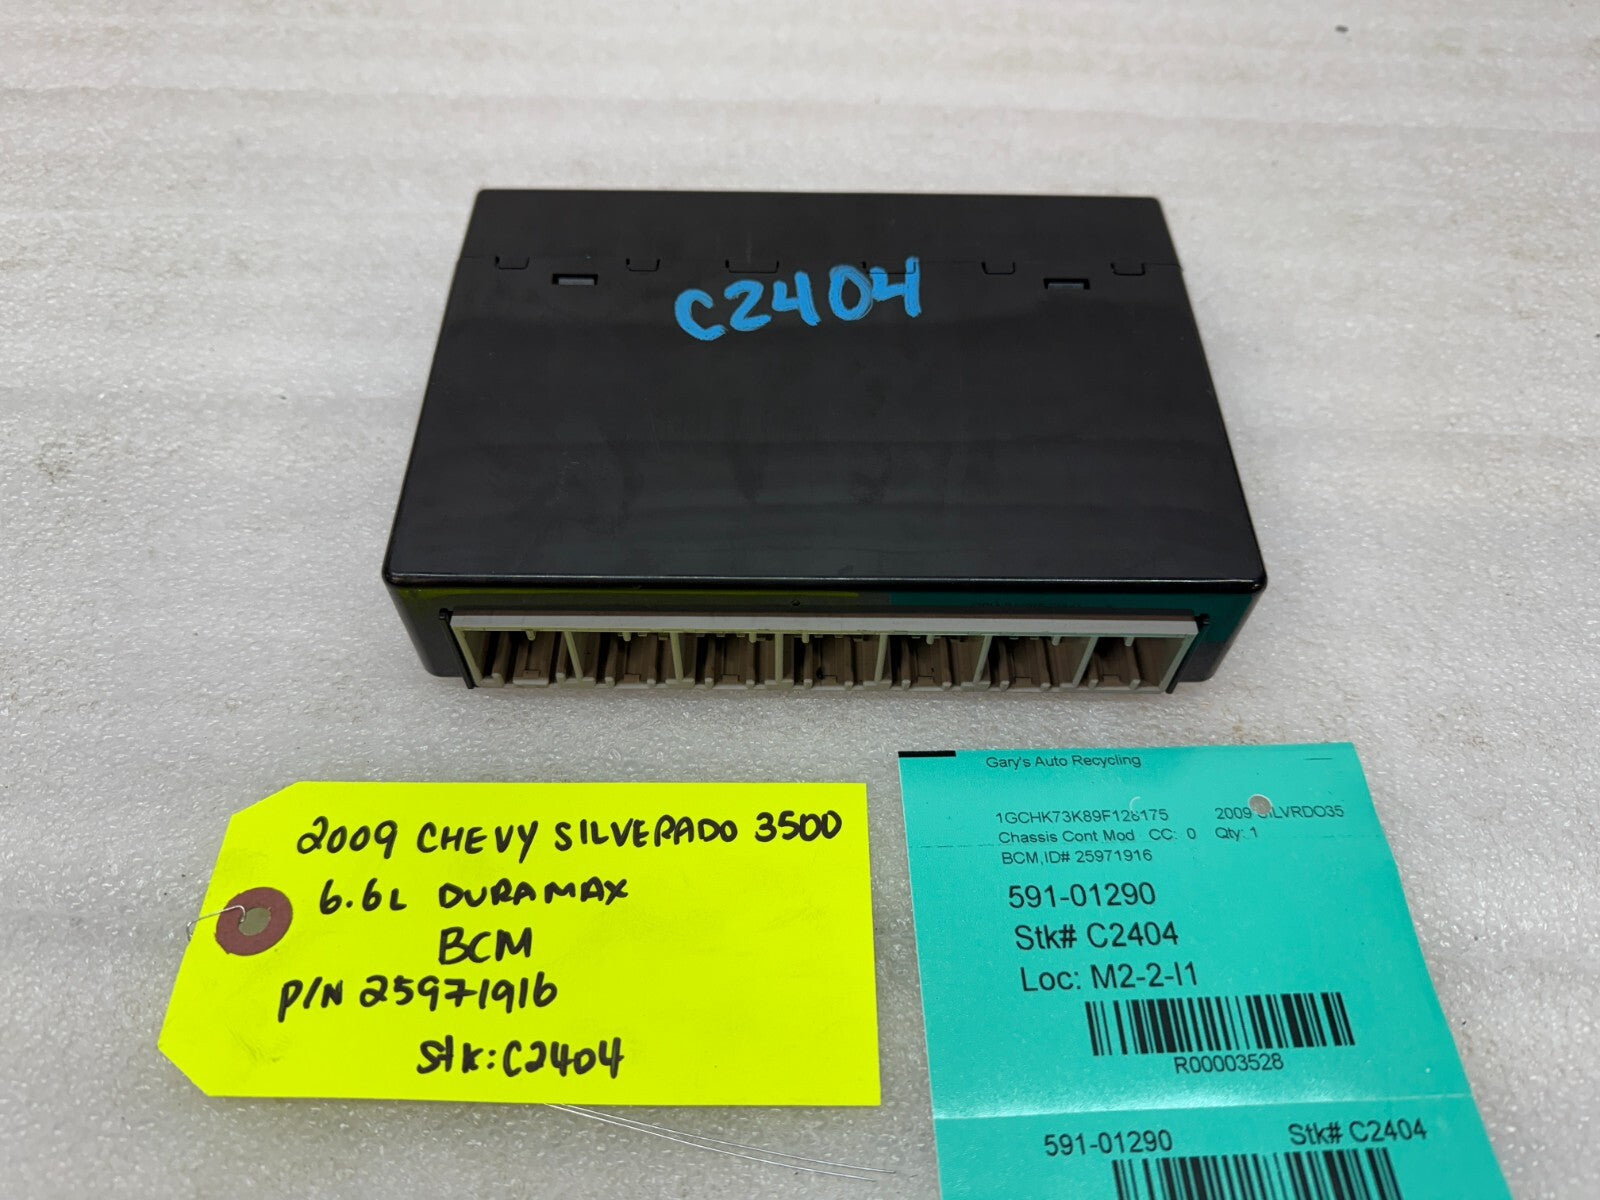 C2404
2009 CHEVY SILVERADO 3500
6.6L DURAMAX
BCM
P/N 25971916
Stk: C2404
Gary's Auto Recycling
1GCHK73K89F128175 2009 SILVRDO35
Chassis Cont Mod CC: 0 Qty: 1
BCM,ID# 25971916
591-01290
Stk# C2404
Loc: M2-2-I1
R00003528
591-01290 Stk# C2404